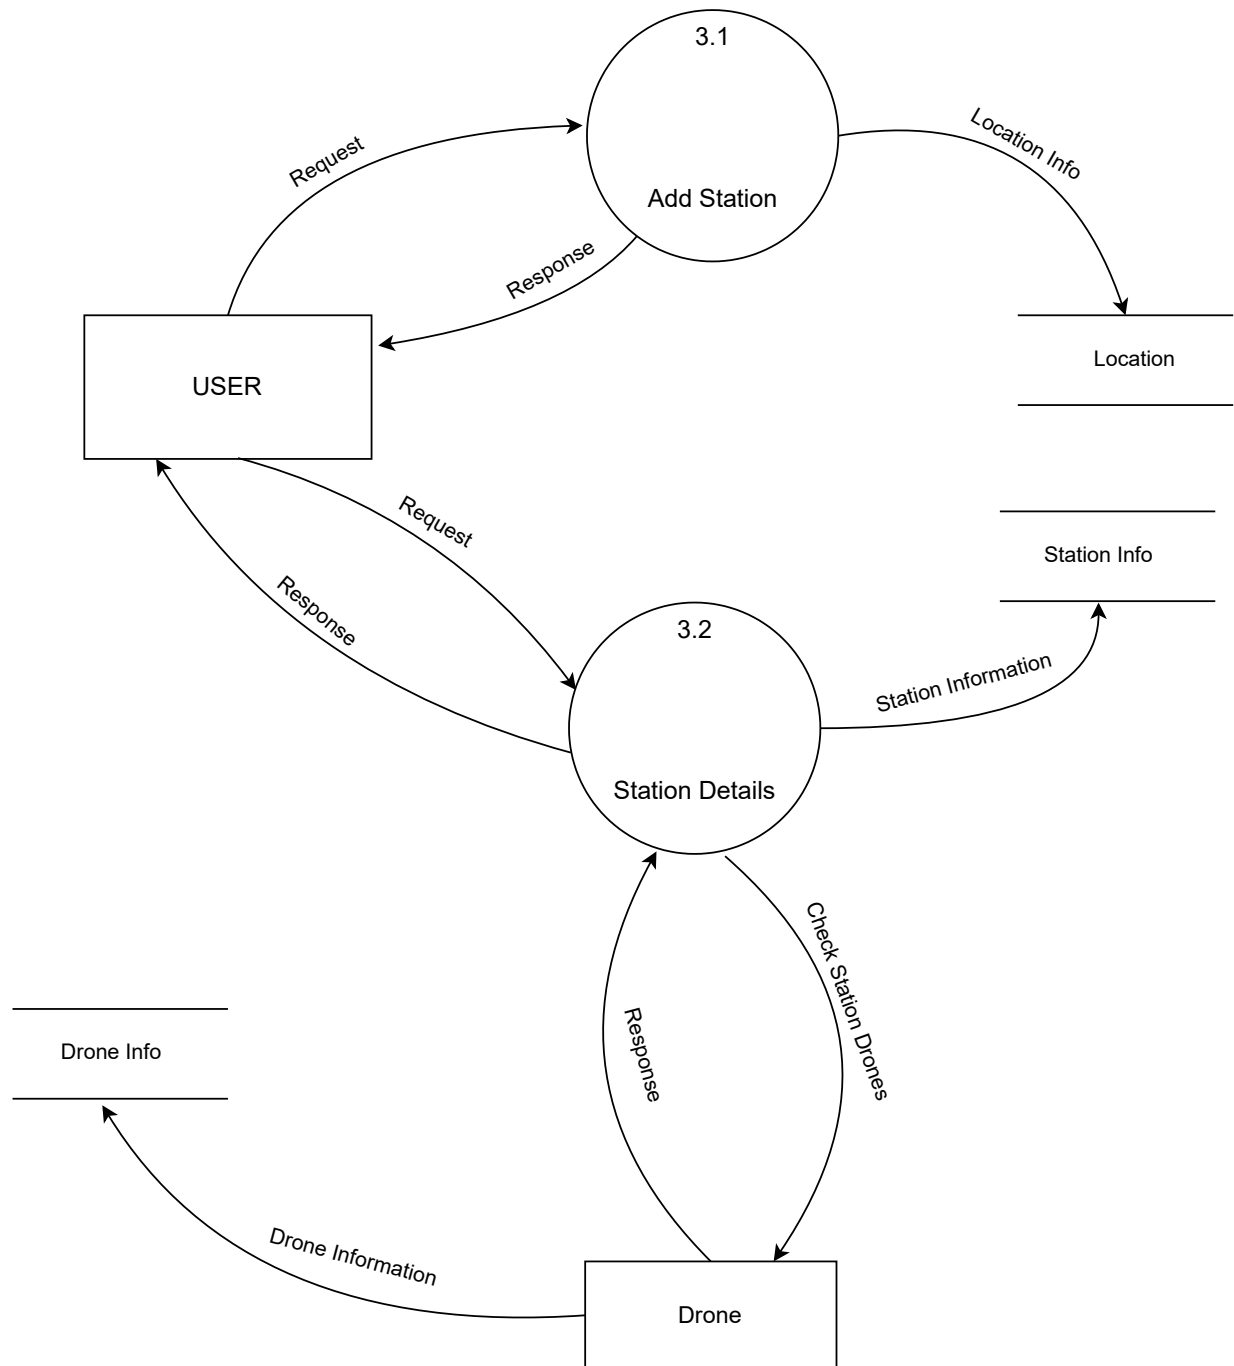 3.1
Request
Location Info
Add Station
Response
Location
USER
Request
Station Info
Response
3.2
Station Information
Station Details
Check Station Drones
Response
Drone Info
Drone Information
Drone